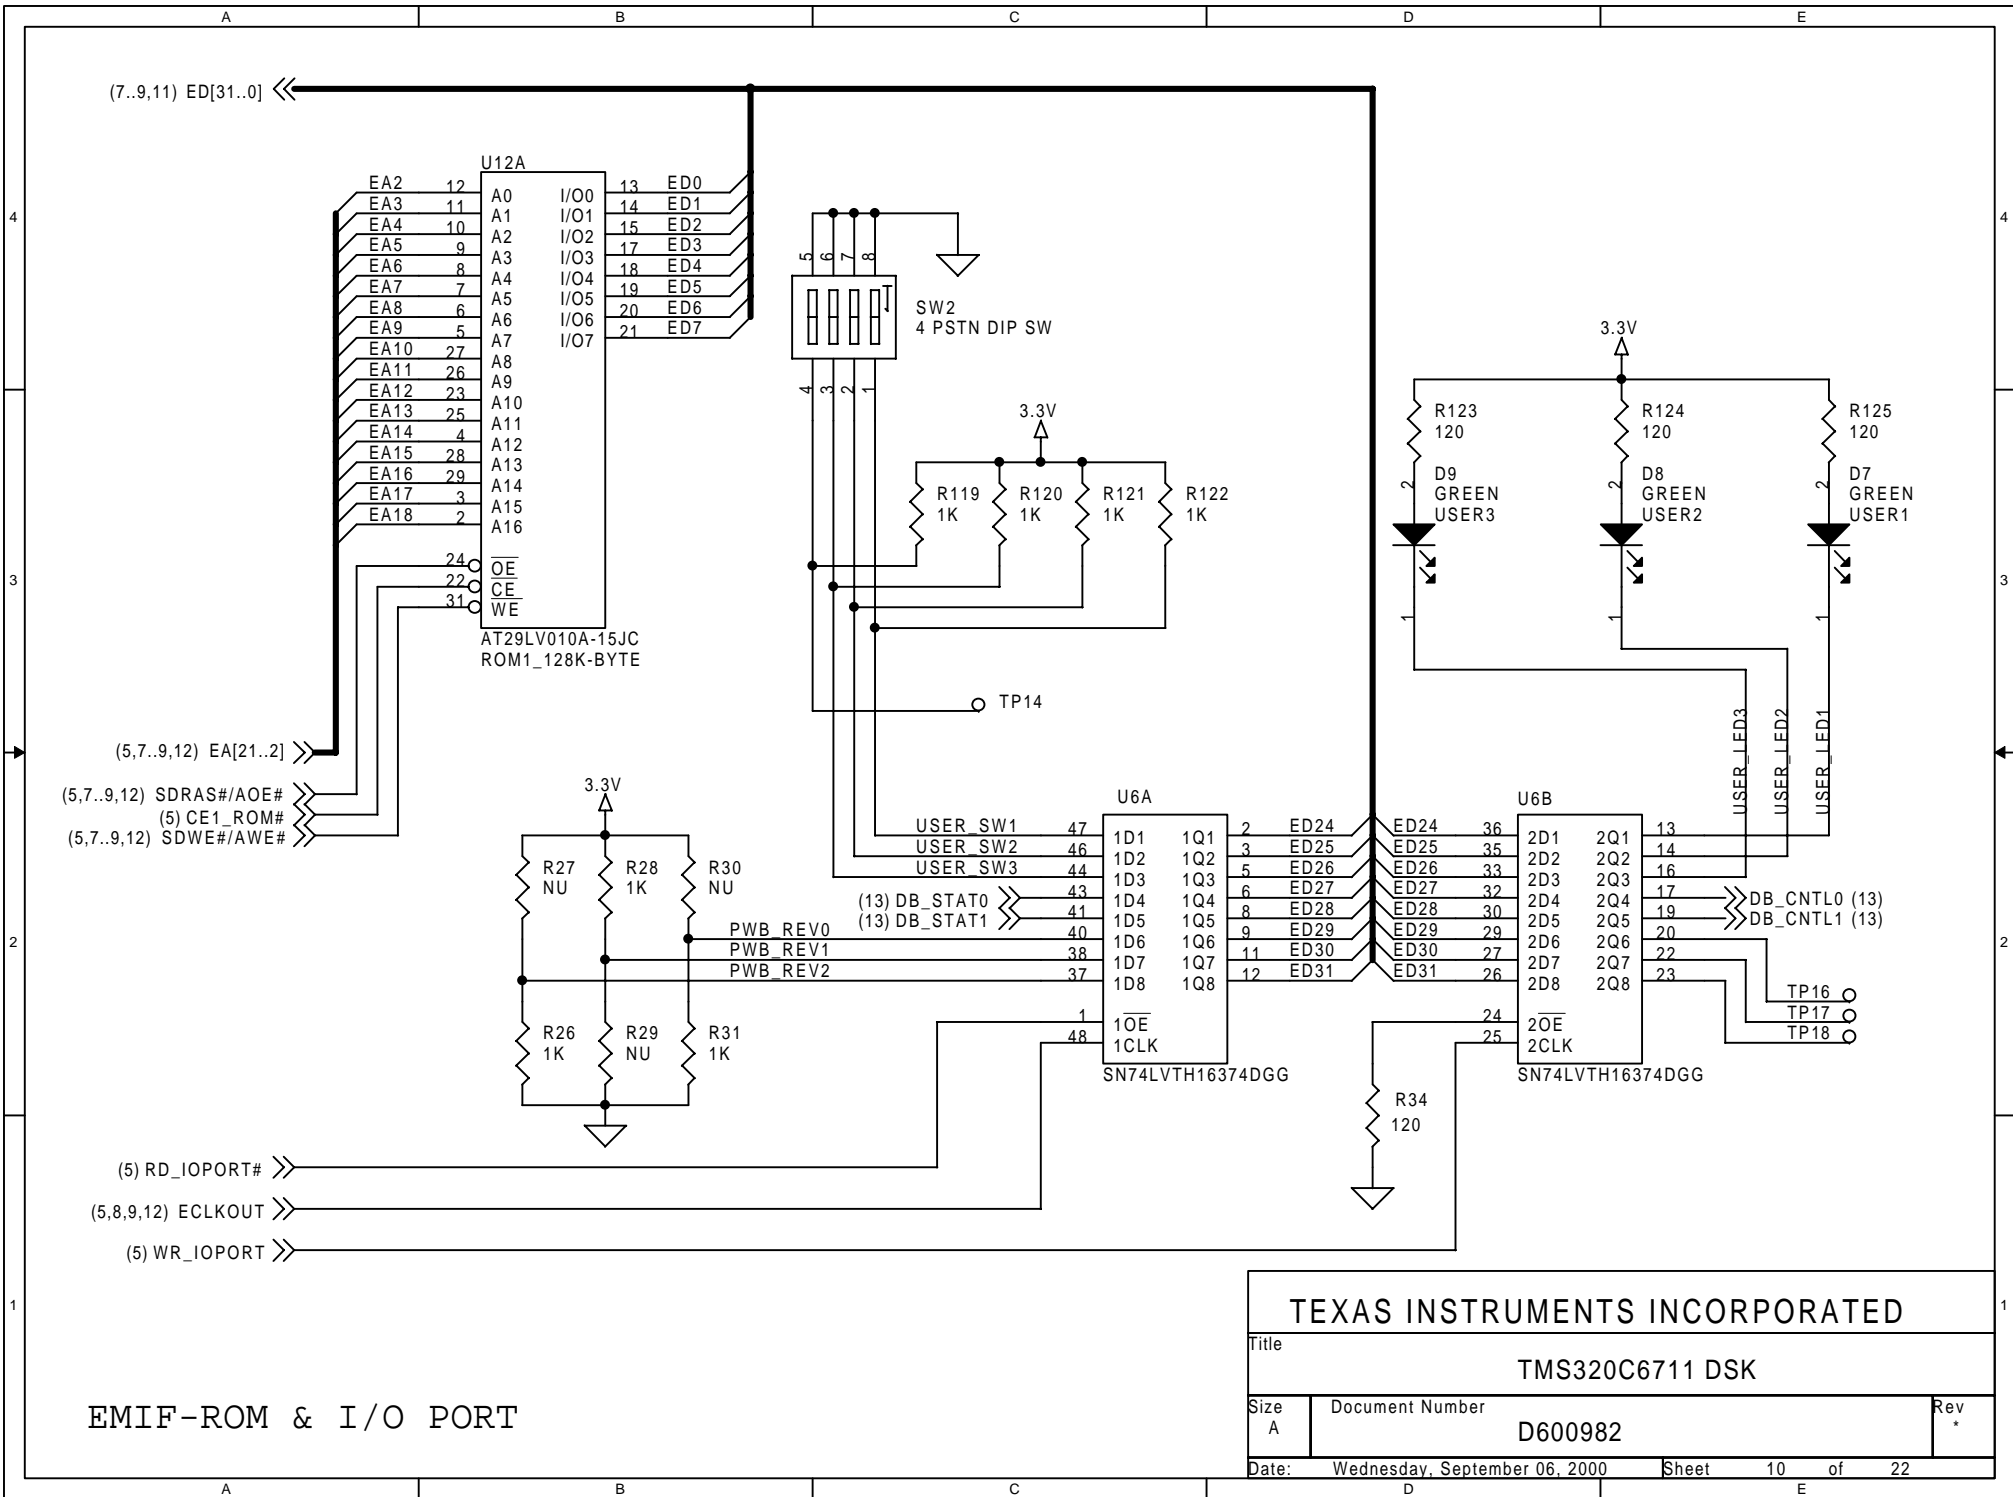 A B C D E
(7..9,11) ED[31..0]
U12A
EA2 12 A0 I/O0 13 ED0
EA3 11 A1 I/O1 14 ED1
EA4 10 A2 I/O2 15 ED2
EA5 9 A3 I/O3 17 ED3
EA6 8 A4 I/O4 18 ED4
EA7 7 A5 I/O5 19 ED5
EA8 6 A6 I/O6 20 ED6
EA9 5 A7 I/O7 21 ED7
EA10 27 A8
EA11 26 A9
EA12 23 A10
EA13 25 A11
EA14 4 A12
EA15 28 A13
EA16 29 A14
EA17 3 A15
EA18 2 A16
24 OE
22 CE
31 WE
AT29LV010A-15JC
ROM1_128K-BYTE
4 4
5 6 7 8
SW2
4 PSTN DIP SW
4 3 2 1
3.3V
R119 R120 R121 R122
1K 1K 1K 1K
TP14
3.3V
R123 R124 R125
120 120 120
D9 D8 D7
2 GREEN 2 GREEN 2 GREEN
USER3 USER2 USER1
1 1 1
USER_LED3
USER_LED2
USER_LED1
3 3
(5,7..9,12) EA[21..2]
(5,7..9,12) SDRAS#/AOE#
(5) CE1_ROM#
(5,7..9,12) SDWE#/AWE#
3.3V
R27 R28 R30
NU 1K NU
R26 R29 R31
1K NU 1K
U6A
USER_SW1 47 1D1 1Q1 2 ED24
USER_SW2 46 1D2 1Q2 3 ED25
USER_SW3 44 1D3 1Q3 5 ED26
(13) DB_STAT0 43 1D4 1Q4 6 ED27
(13) DB_STAT1 41 1D5 1Q5 8 ED28
PWB_REV0 40 1D6 1Q6 9 ED29
PWB_REV1 38 1D7 1Q7 11 ED30
PWB_REV2 37 1D8 1Q8 12 ED31
1 1OE
48 1CLK
SN74LVTH16374DGG
U6B
ED24 36 2D1 2Q1 13
ED25 35 2D2 2Q2 14
ED26 33 2D3 2Q3 16
ED27 32 2D4 2Q4 17 DB_CNTL0 (13)
ED28 30 2D5 2Q5 19 DB_CNTL1 (13)
ED29 29 2D6 2Q6 20
ED30 27 2D7 2Q7 22
ED31 26 2D8 2Q8 23
TP16
TP17
TP18
24 2OE
25 2CLK
SN74LVTH16374DGG
R34
120
2 2
(5) RD_IOPORT#
(5,8,9,12) ECLKOUT
(5) WR_IOPORT
1 1
EMIF-ROM & I/O PORT
TEXAS INSTRUMENTS INCORPORATED
Title
TMS320C6711 DSK
Size Document Number Rev
A D600982 *
Date: Wednesday, September 06, 2000 Sheet 10 of 22
A B C D E